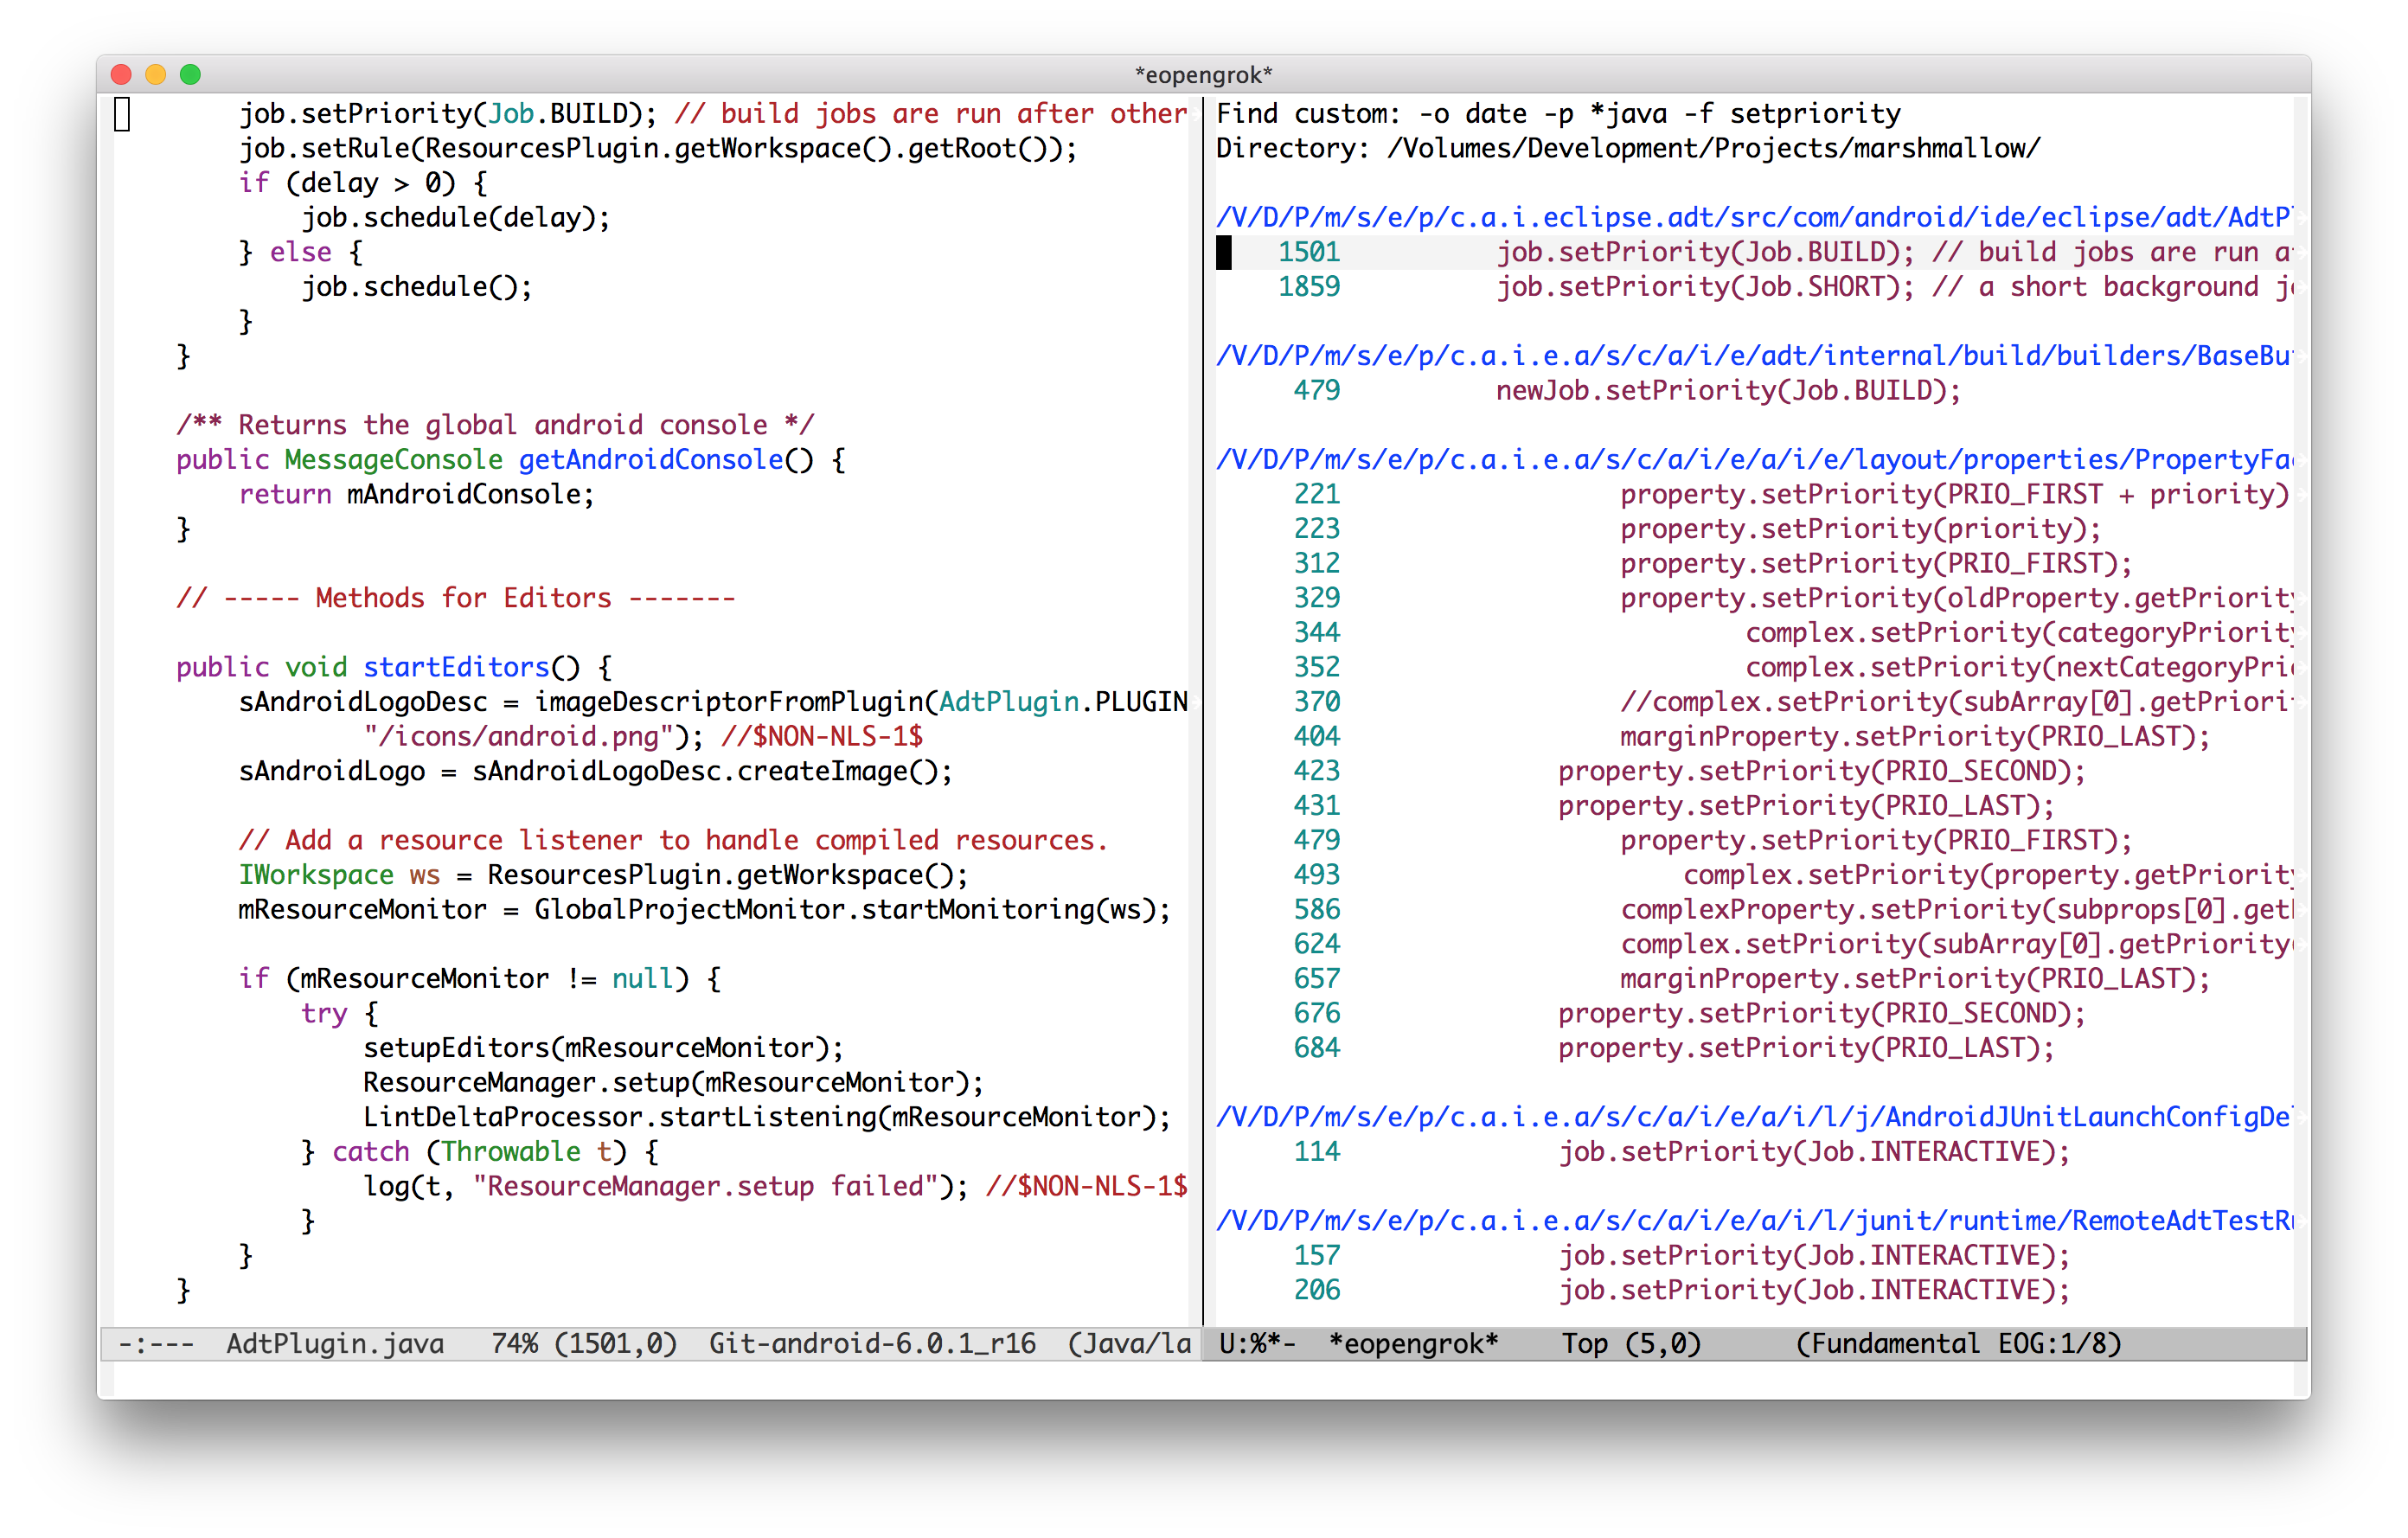 *eopengrok*
job.setPriority(Job.BUILD); // build jobs are run after other
job.setRule(ResourcesPlugin.getWorkspace().getRoot());
if (delay > 0) {
job.schedule(delay);
} else {
job.schedule();
}
}
/** Returns the global android console */
public MessageConsole getAndroidConsole() {
return mAndroidConsole;
}
// ----- Methods for Editors -------
public void startEditors() {
sAndroidLogoDesc = imageDescriptorFromPlugin(AdtPlugin.PLUGIN
"/icons/android.png"); //$NON-NLS-1$
sAndroidLogo = sAndroidLogoDesc.createImage();
// Add a resource listener to handle compiled resources.
IWorkspace ws = ResourcesPlugin.getWorkspace();
mResourceMonitor = GlobalProjectMonitor.startMonitoring(ws);
if (mResourceMonitor != null) {
try {
setupEditors(mResourceMonitor);
ResourceManager.setup(mResourceMonitor);
LintDeltaProcessor.startListening(mResourceMonitor);
} catch (Throwable t) {
log(t, "ResourceManager.setup failed"); //$NON-NLS-1$
}
}
}
-:--- AdtPlugin.java 74% (1501,0) Git-android-6.0.1_r16 (Java/la
Find custom: -o date -p *java -f setpriority
Directory: /Volumes/Development/Projects/marshmallow/
/V/D/P/m/s/e/p/c.a.i.eclipse.adt/src/com/android/ide/eclipse/adt/AdtPl
1501 job.setPriority(Job.BUILD); // build jobs are run a
1859 job.setPriority(Job.SHORT); // a short background j
/V/D/P/m/s/e/p/c.a.i.e.a/s/c/a/i/e/adt/internal/build/builders/BaseBu
479 newJob.setPriority(Job.BUILD);
/V/D/P/m/s/e/p/c.a.i.e.a/s/c/a/i/e/a/i/e/layout/properties/PropertyFa
221 property.setPriority(PRIO_FIRST + priority)
223 property.setPriority(priority);
312 property.setPriority(PRIO_FIRST);
329 property.setPriority(oldProperty.getPriority
344 complex.setPriority(categoryPriority
352 complex.setPriority(nextCategoryPri
370 //complex.setPriority(subArray[0].getPriori
404 marginProperty.setPriority(PRIO_LAST);
423 property.setPriority(PRIO_SECOND);
431 property.setPriority(PRIO_LAST);
479 property.setPriority(PRIO_FIRST);
493 complex.setPriority(property.getPriority
586 complexProperty.setPriority(subprops[0].get
624 complex.setPriority(subArray[0].getPriority
657 marginProperty.setPriority(PRIO_LAST);
676 property.setPriority(PRIO_SECOND);
684 property.setPriority(PRIO_LAST);
/V/D/P/m/s/e/p/c.a.i.e.a/s/c/a/i/e/a/i/l/j/AndroidJUnitLaunchConfigDe
114 job.setPriority(Job.INTERACTIVE);
/V/D/P/m/s/e/p/c.a.i.e.a/s/c/a/i/e/a/i/l/junit/runtime/RemoteAdtTestRu
157 job.setPriority(Job.INTERACTIVE);
206 job.setPriority(Job.INTERACTIVE);
U:%*- *eopengrok* Top (5,0) (Fundamental EOG:1/8)